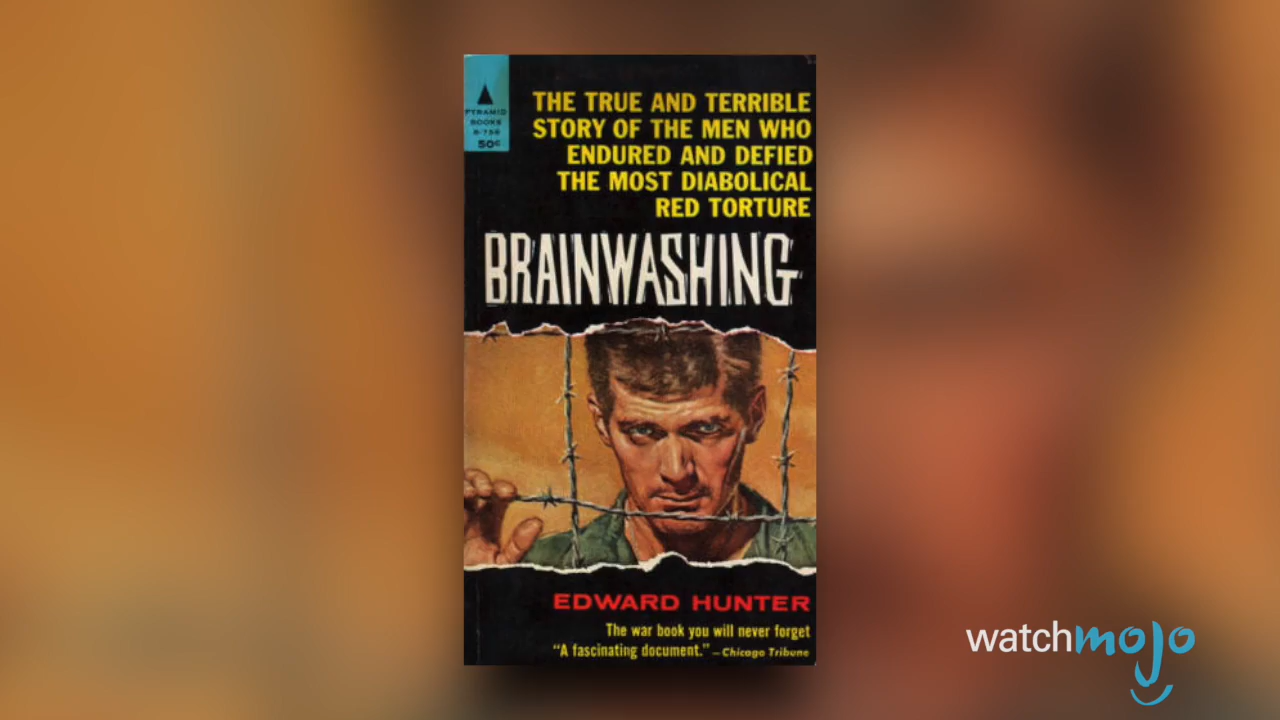 PYRAMID
BOOKS
50¢
THE TRUE AND TERRIBLE
STORY OF THE MEN WHO
ENDURED AND DEFIED
THE MOST DIABOLICAL
RED TORTURE
BRAINWASHING
EDWARD HUNTER
The war book you will never forget
"A fascinating document." – Chicago Tribune
watchmojo